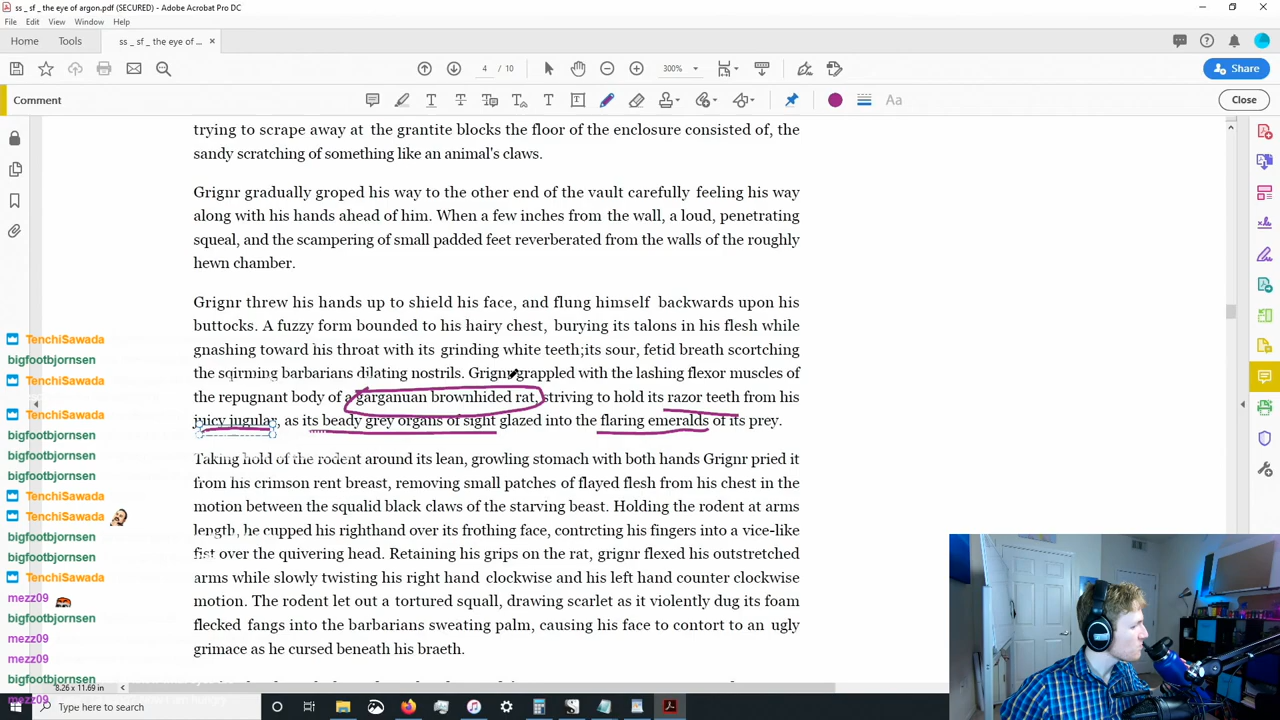 ss _ sf _ the eye of argon.pdf (SECURED) - Adobe Acrobat Pro DC
File Edit View Window Help
Home Tools ss _ sf _ the eye of ... ×
4 / 10 300% Share
Comment Aa Close
trying to scrape away at the grantite blocks the floor of the enclosure consisted of, the
sandy scratching of something like an animal's claws.
Grignr gradually groped his way to the other end of the vault carefully feeling his way
along with his hands ahead of him. When a few inches from the wall, a loud, penetrating
squeal, and the scampering of small padded feet reverberated from the walls of the roughly
hewn chamber.
Grignr threw his hands up to shield his face, and flung himself backwards upon his
buttocks. A fuzzy form bounded to his hairy chest, burying its talons in his flesh while
gnashing toward his throat with its grinding white teeth;its sour, fetid breath scortching
the squirming barbarians dilating nostrils. Grignr grappled with the lashing flexor muscles of
the repugnant body of a garganuan brownhided rat, striving to hold its razor teeth from his
juicy jugular, as its beady grey organs of sight glazed into the flaring emeralds of its prey.
Taking hold of the rodent around its lean, growling stomach with both hands Grignr pried it
from his crimson rent breast, removing small patches of flayed flesh from his chest in the
motion between the squalid black claws of the starving beast. Holding the rodent at arms
length, he cupped his righthand over its frothing face, contrcting his fingers into a vice-like
fist over the quivering head. Retaining his grips on the rat, grignr flexed his outstretched
arms while slowly twisting his right hand clockwise and his left hand counter clockwise
motion. The rodent let out a tortured squall, drawing scarlet as it violently dug its foam
flecked fangs into the barbarians sweating palm, causing his face to contort to an ugly
grimace as he cursed beneath his braeth.
TenchiSawada
bigfootbjornsen
TenchiSawada
bigfootbjornsen
TenchiSawada
bigfootbjornsen
bigfootbjornsen
bigfootbjornsen
TenchiSawada
TenchiSawada
bigfootbjornsen
bigfootbjornsen
TenchiSawada
mezz09
bigfootbjornsen
mezz09
mezz09
bigfootbjornsen
mezz09
8.26 x 11.69 in
Type here to search